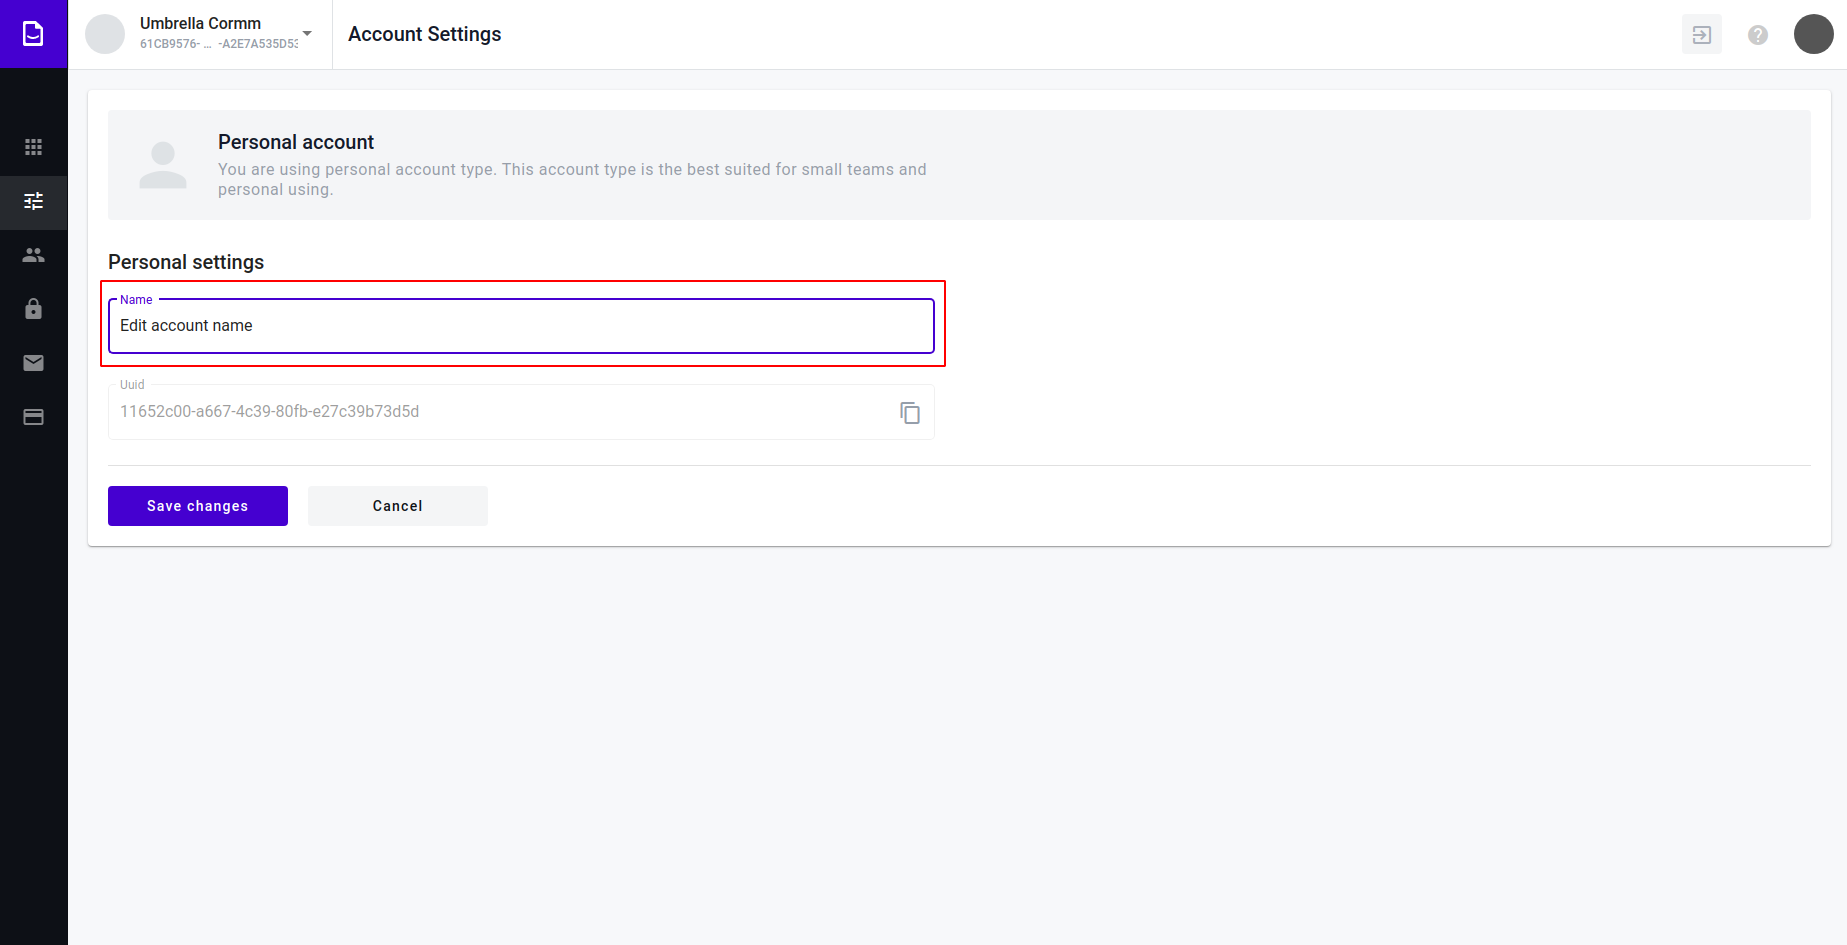 Umbrella Cormm
61CB9576- ... -A2E7A535D53
Account Settings
Personal account
You are using personal account type. This account type is the best suited for small teams and
personal using.
Personal settings
Name
Edit account name
Uuid
11652c00-a667-4c39-80fb-e27c39b73d5d
Save changes
Cancel